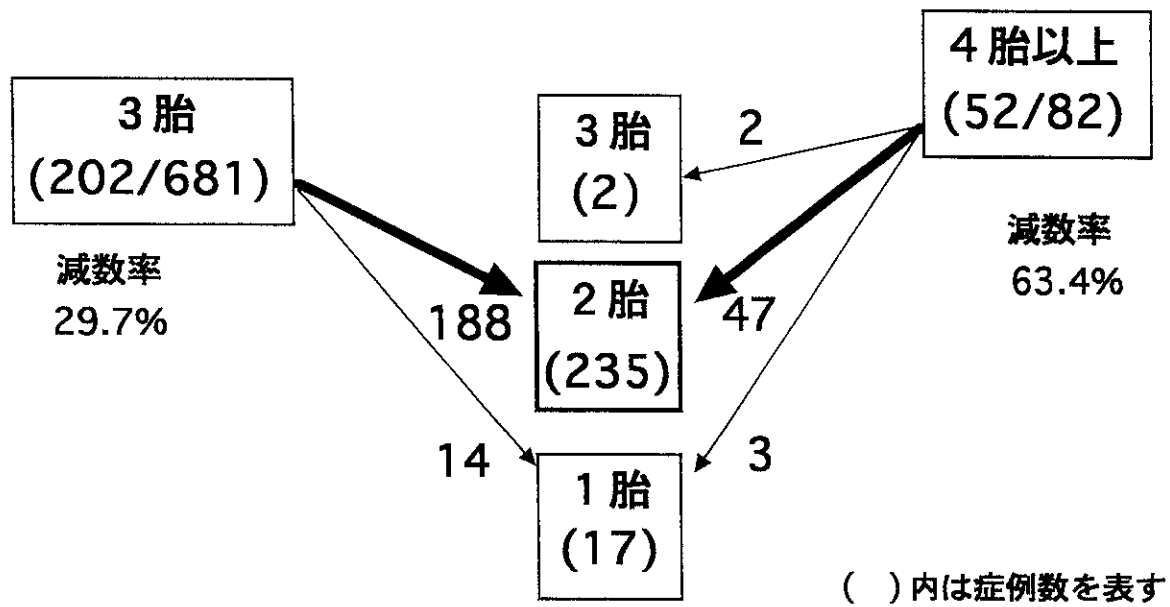 3胎
(202/681)
減数率
29.7%
3胎
(2)
2胎
(235)
1胎
(17)
4胎以上
(52/82)
減数率
63.4%
188
14
2
47
3
(　)内は症例数を表す